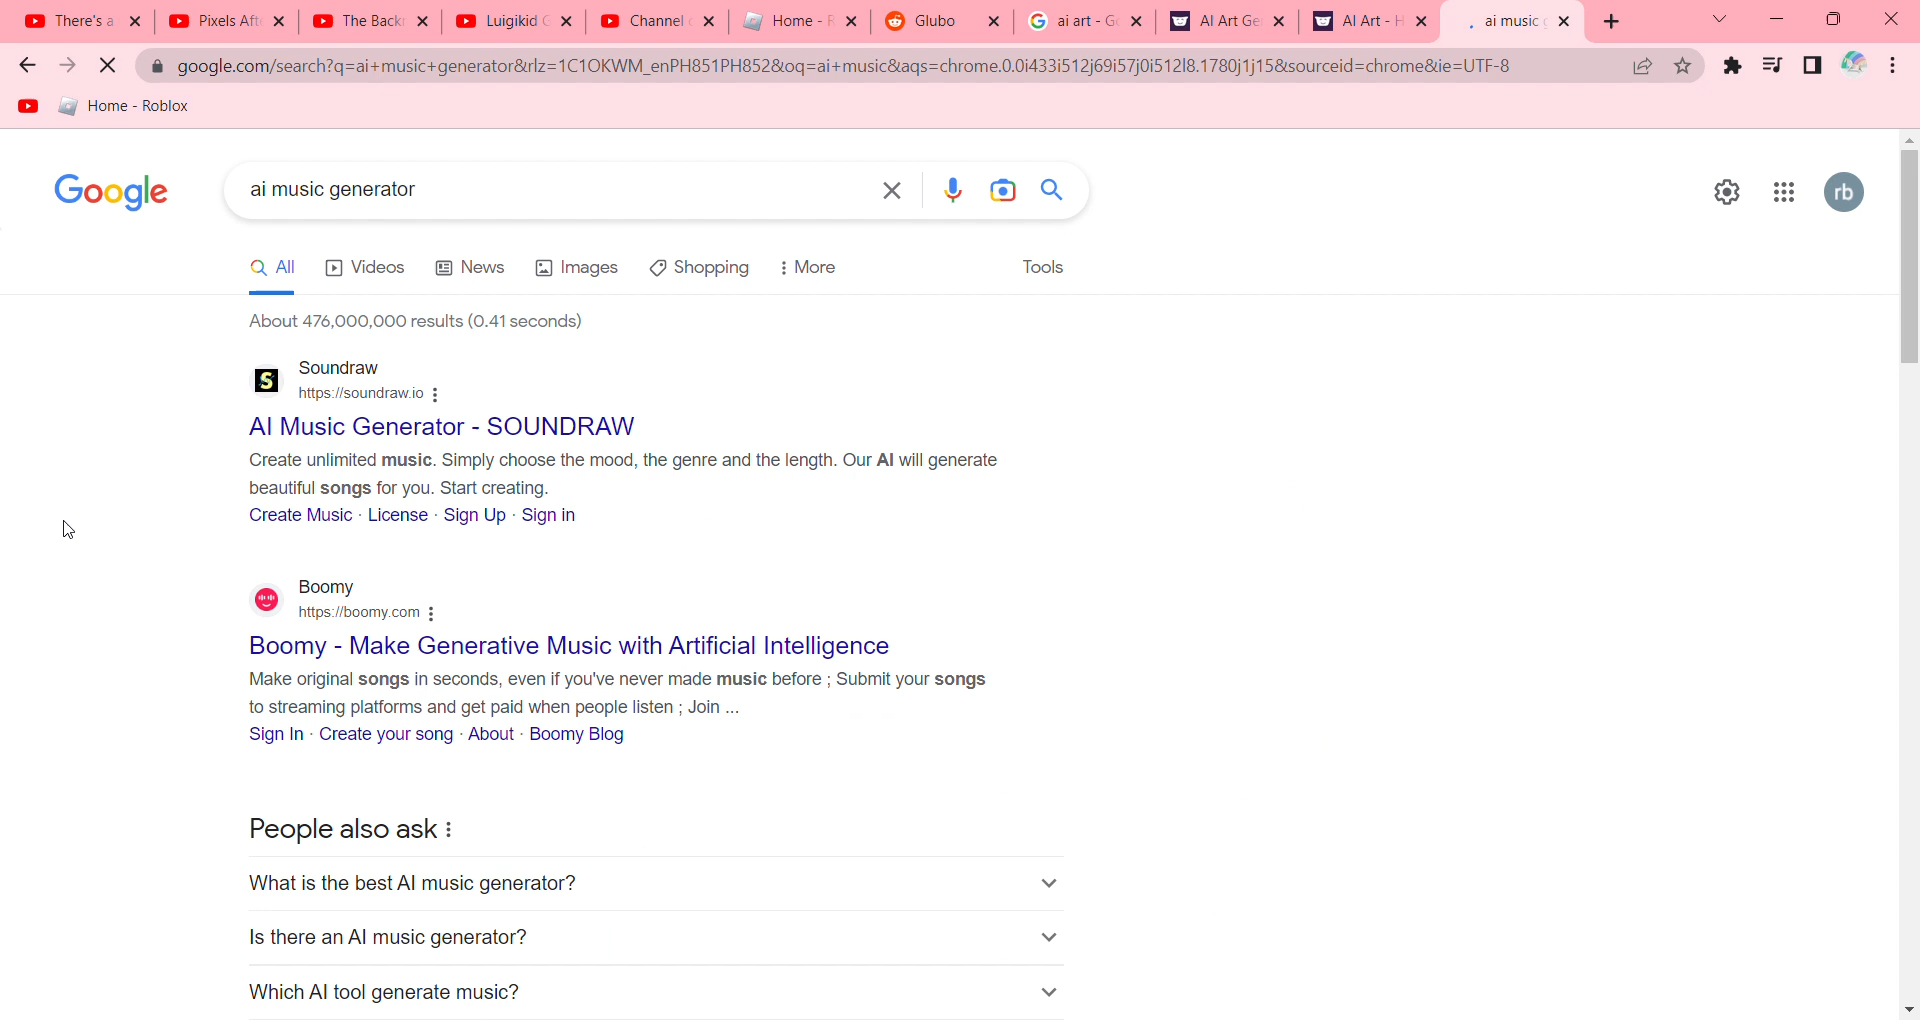 There's a
Pixels Aft
The Backr
Luigikid G
Channel c
Home - R
Glubo
ai art - G
AI Art Ge
AI Art - H
ai music g
google.com/search?q=ai+music+generator&rlz=1C1OKWM_enPH851PH852&oq=ai+music&aqs=chrome.0.0i433i512j69i57j0i512l8.1780j1j15&sourceid=chrome&ie=UTF-8
Home - Roblox
Google
ai music generator
rb
All
Videos
News
Images
Shopping
More
Tools
About 476,000,000 results (0.41 seconds)
S
Soundraw
https://soundraw.io
AI Music Generator - SOUNDRAW
Create unlimited music. Simply choose the mood, the genre and the length. Our AI will generate
beautiful songs for you. Start creating.
Create Music · License · Sign Up · Sign in
Boomy
https://boomy.com
Boomy - Make Generative Music with Artificial Intelligence
Make original songs in seconds, even if you've never made music before ; Submit your songs
to streaming platforms and get paid when people listen ; Join ...
Sign In · Create your song · About · Boomy Blog
People also ask
What is the best AI music generator?
Is there an AI music generator?
Which AI tool generate music?